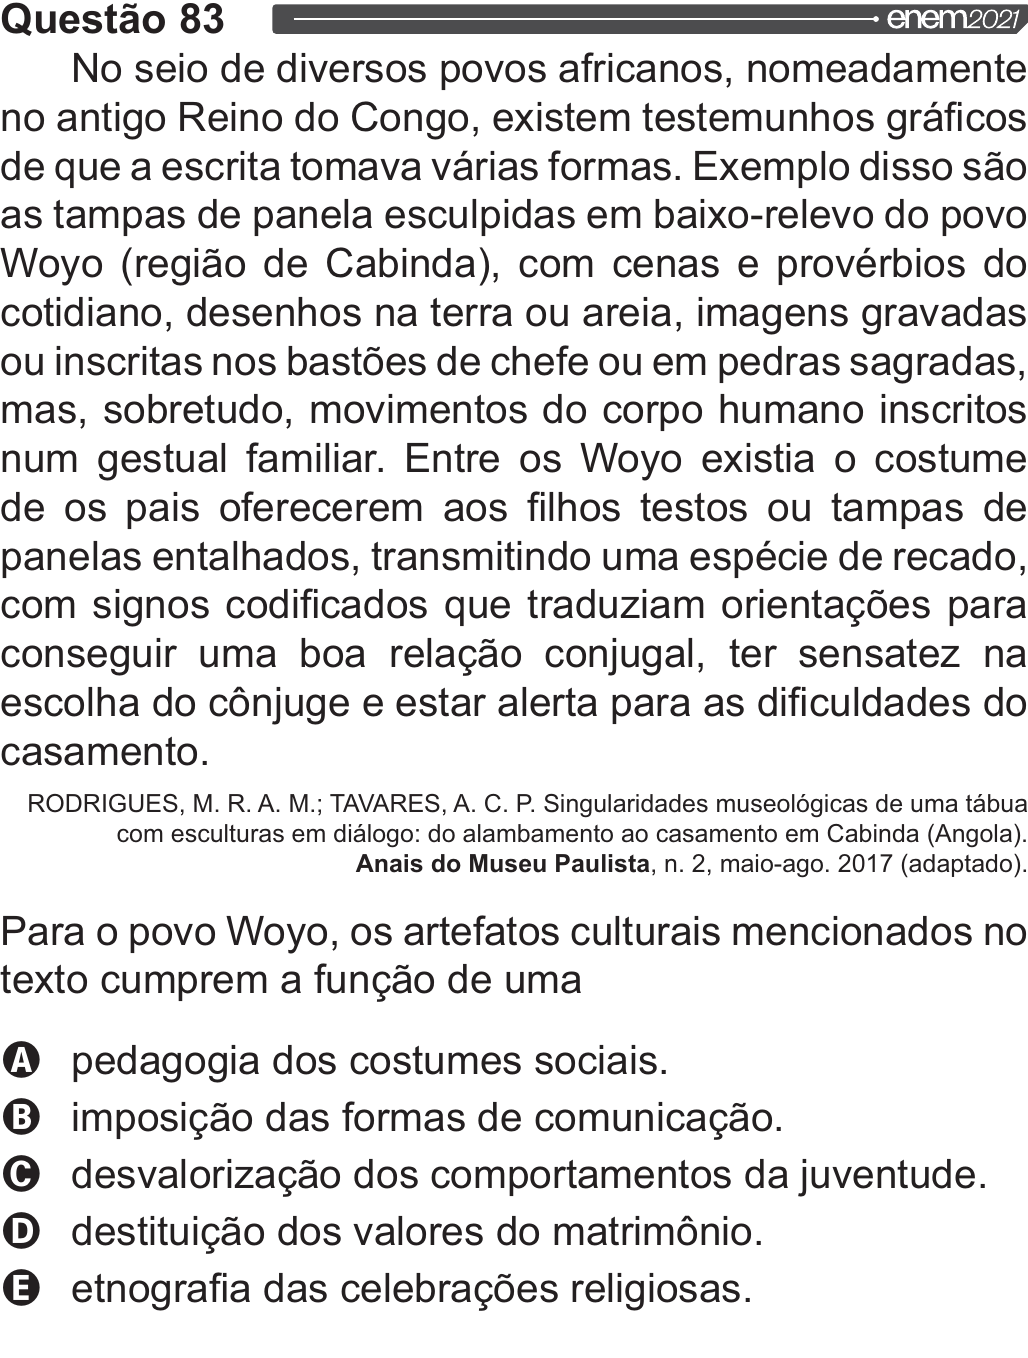 Questão 83
enem2021
No seio de diversos povos africanos, nomeadamente
no antigo Reino do Congo, existem testemunhos gráficos
de que a escrita tomava várias formas. Exemplo disso são
as tampas de panela esculpidas em baixo-relevo do povo
Woyo (região de Cabinda), com cenas e provérbios do
cotidiano, desenhos na terra ou areia, imagens gravadas
ou inscritas nos bastões de chefe ou em pedras sagradas,
mas, sobretudo, movimentos do corpo humano inscritos
num gestual familiar. Entre os Woyo existia o costume
de os pais oferecerem aos filhos testos ou tampas de
panelas entalhados, transmitindo uma espécie de recado,
com signos codificados que traduziam orientações para
conseguir uma boa relação conjugal, ter sensatez na
escolha do cônjuge e estar alerta para as dificuldades do
casamento.
RODRIGUES, M. R. A. M.; TAVARES, A. C. P. Singularidades museológicas de uma tábua
com esculturas em diálogo: do alambamento ao casamento em Cabinda (Angola).
Anais do Museu Paulista, n. 2, maio-ago. 2017 (adaptado).
Para o povo Woyo, os artefatos culturais mencionados no
texto cumprem a função de uma
A pedagogia dos costumes sociais.
B imposição das formas de comunicação.
C desvalorização dos comportamentos da juventude.
D destituição dos valores do matrimônio.
E etnografia das celebrações religiosas.